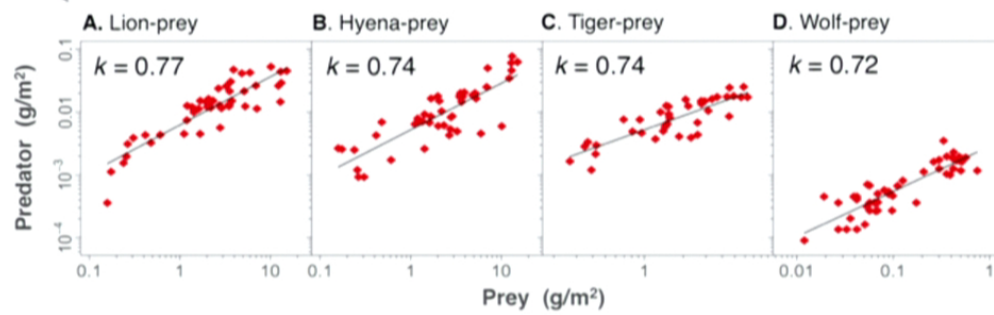 A. Lion-prey
B. Hyena-prey
C. Tiger-prey
D. Wolf-prey
k = 0.77
k = 0.74
k = 0.74
k = 0.72
Predator (g/m²)
0.1
0.01
10⁻³
10⁻⁴
0.1 1 10
0.1 1 10
1
0.01 0.1 1
Prey (g/m²)